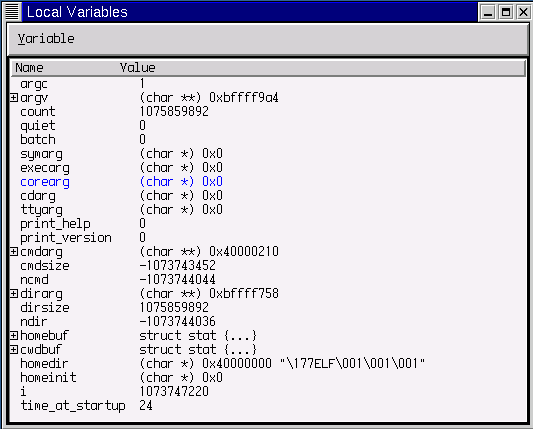 Local Variables
Variable
Name Value
argc 1
argv (char **) 0xbffff9a4
count 1075859892
quiet 0
batch 0
symarg (char *) 0x0
execarg (char *) 0x0
corearg (char *) 0x0
cdarg (char *) 0x0
ttyarg (char *) 0x0
print_help 0
print_version 0
cmdarg (char **) 0x40000210
cmdsize -1073743452
ncmd -1073744044
dirarg (char **) 0xbffff758
dirsize 1075859892
ndir -1073744036
homebuf struct stat {...}
cwdbuf struct stat {...}
homedir (char *) 0x40000000 "\177ELF\001\001\001"
homeinit (char *) 0x0
i 1073747220
time_at_startup 24